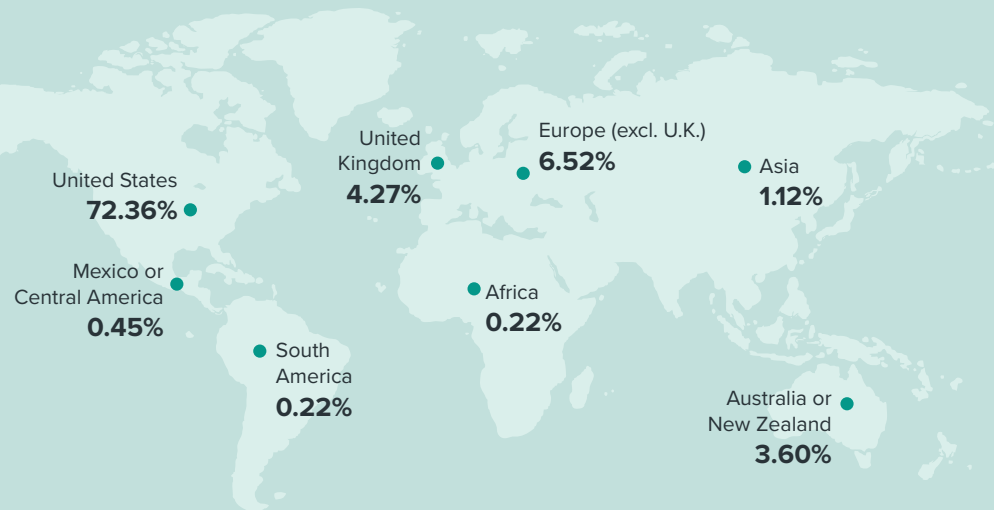 United States
72.36%
Mexico or
Central America
0.45%
South
America
0.22%
United
Kingdom
4.27%
Europe (excl. U.K.)
6.52%
Africa
0.22%
Asia
1.12%
Australia or
New Zealand
3.60%